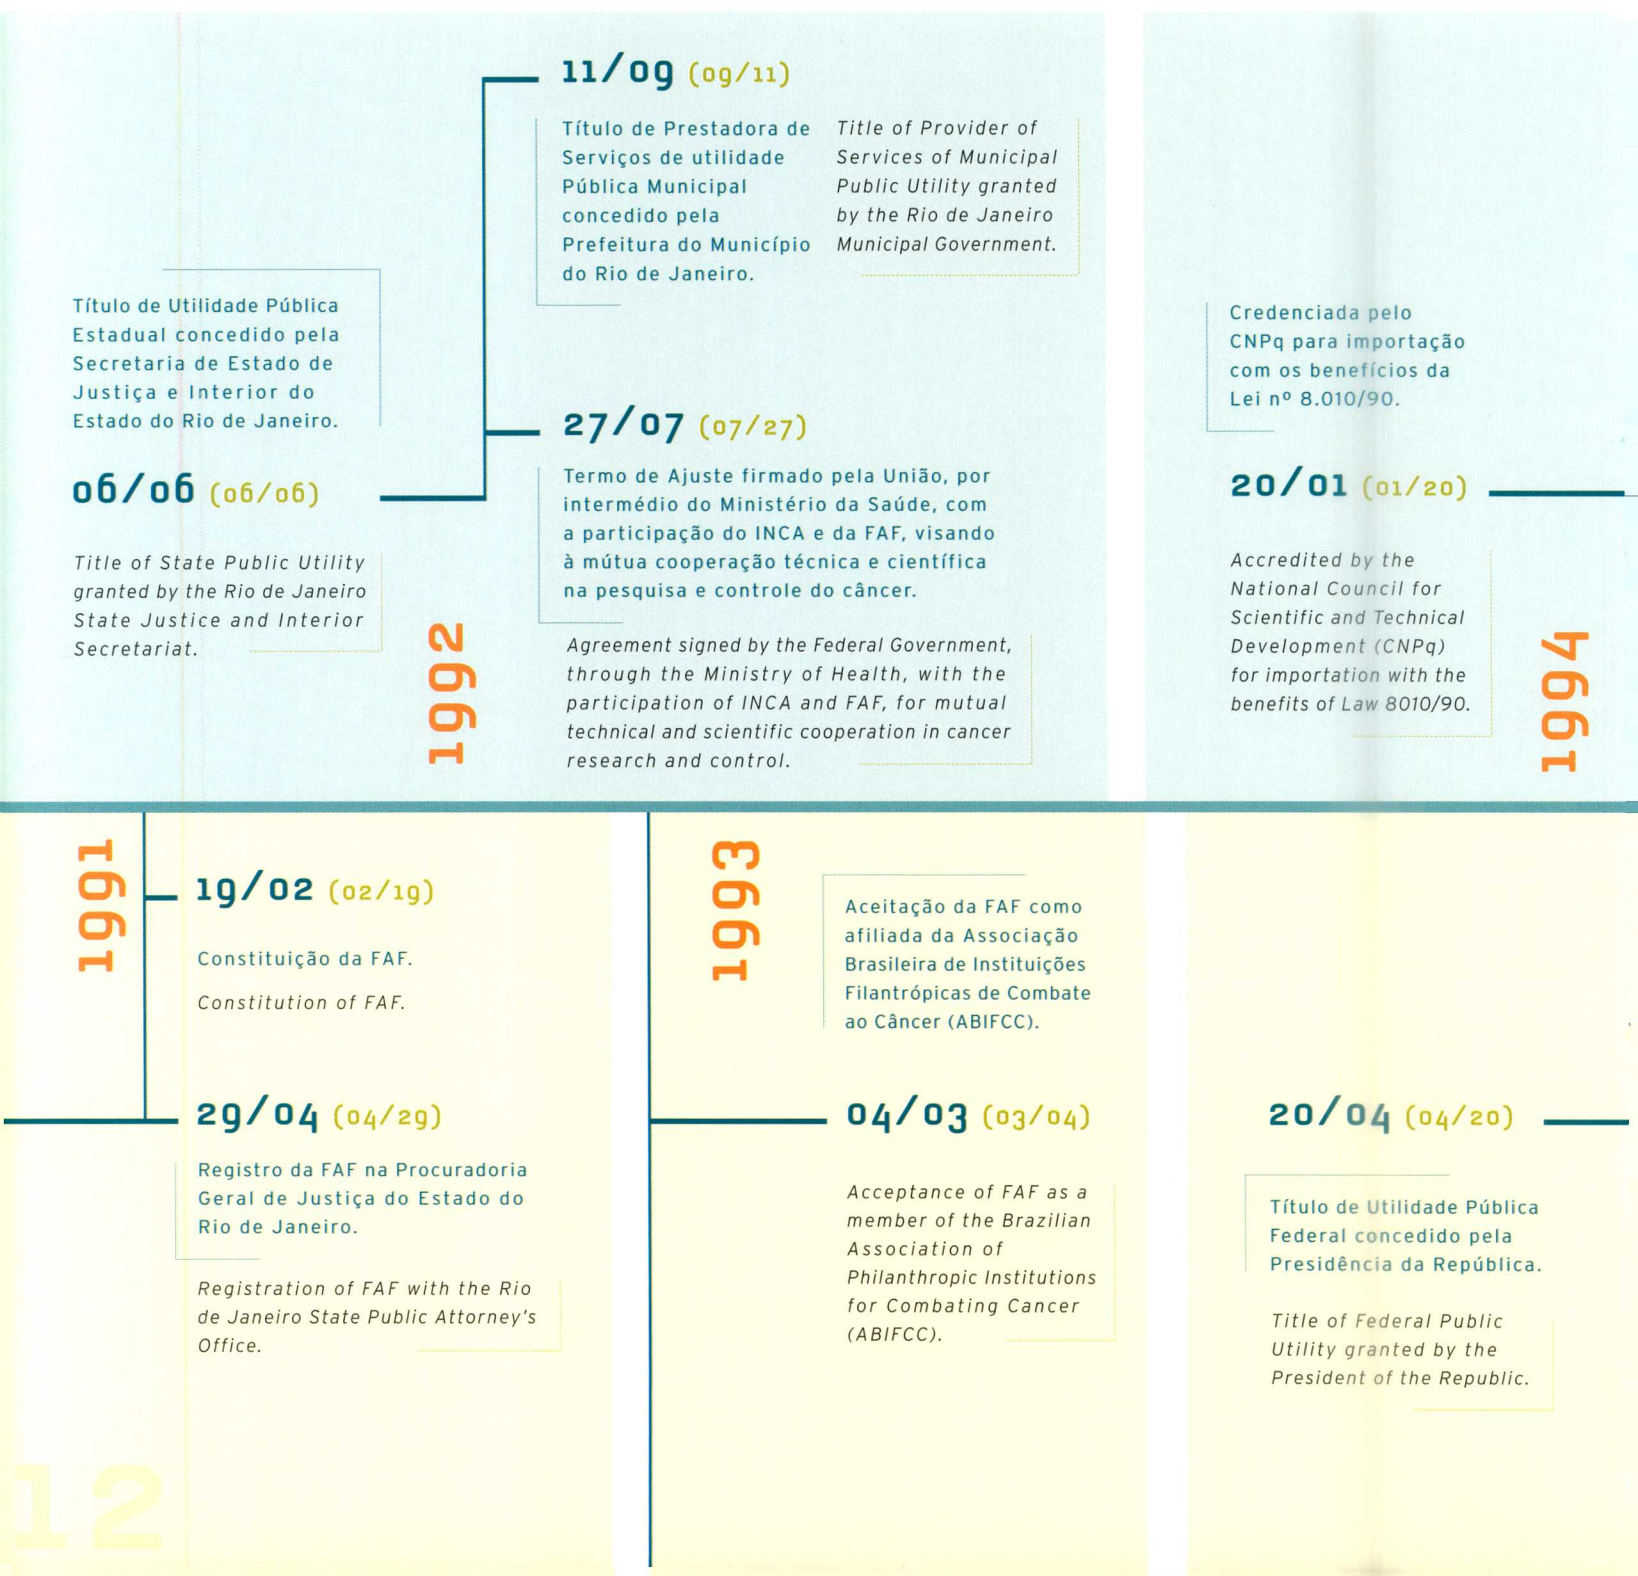 11/09 (09/11)
Título de Prestadora de
Serviços de utilidade
Pública Municipal
concedido pela
Prefeitura do Município
do Rio de Janeiro.
Title of Provider of
Services of Municipal
Public Utility granted
by the Rio de Janeiro
Municipal Government.
Título de Utilidade Pública
Estadual concedido pela
Secretaria de Estado de
Justiça e Interior do
Estado do Rio de Janeiro.
06/06 (06/06)
Title of State Public Utility
granted by the Rio de Janeiro
State Justice and Interior
Secretariat.
1992
27/07 (07/27)
Termo de Ajuste firmado pela União, por
intermédio do Ministério da Saúde, com
a participação do INCA e da FAF, visando
à mútua cooperação técnica e científica
na pesquisa e controle do câncer.
Agreement signed by the Federal Government,
through the Ministry of Health, with the
participation of INCA and FAF, for mutual
technical and scientific cooperation in cancer
research and control.
Credenciada pelo
CNPq para importação
com os benefícios da
Lei nº 8.010/90.
20/01 (01/20)
Accredited by the
National Council for
Scientific and Technical
Development (CNPq)
for importation with the
benefits of Law 8010/90.
1994
1991
19/02 (02/19)
Constituição da FAF.
Constitution of FAF.
29/04 (04/29)
Registro da FAF na Procuradoria
Geral de Justiça do Estado do
Rio de Janeiro.
Registration of FAF with the Rio
de Janeiro State Public Attorney's
Office.
1993
Aceitação da FAF como
afiliada da Associação
Brasileira de Instituições
Filantrópicas de Combate
ao Câncer (ABIFCC).
04/03 (03/04)
Acceptance of FAF as a
member of the Brazilian
Association of
Philanthropic Institutions
for Combating Cancer
(ABIFCC).
20/04 (04/20)
Título de Utilidade Pública
Federal concedido pela
Presidência da República.
Title of Federal Public
Utility granted by the
President of the Republic.
12